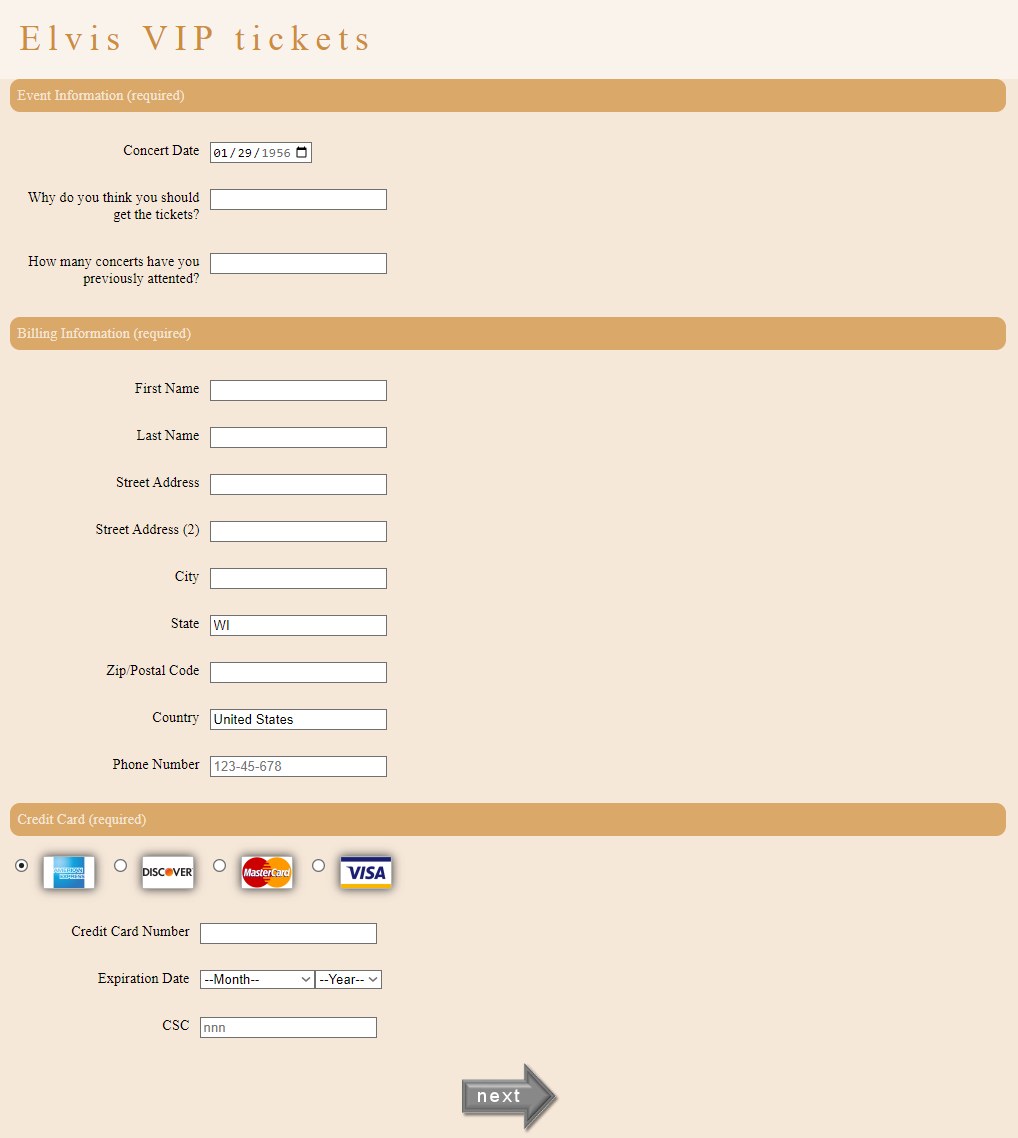 Elvis VIP tickets
Event Information (required)
Concert Date 01/29/1956
Why do you think you should
get the tickets?
How many concerts have you
previously attented?
Billing Information (required)
First Name
Last Name
Street Address
Street Address (2)
City
State WI
Zip/Postal Code
Country United States
Phone Number 123-45-678
Credit Card (required)
AMERICAN EXPRESS DISCOVER MasterCard VISA
Credit Card Number
Expiration Date --Month-- --Year--
CSC nnn
next